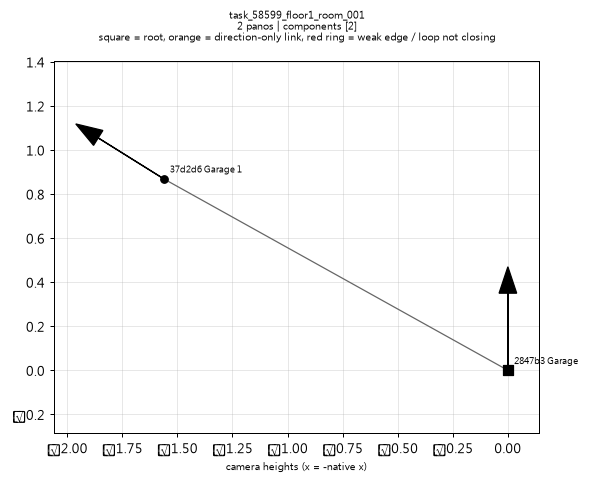 task_58599_floor1_room_001
2 panos | components [2]
square = root, orange = direction-only link, red ring = weak edge / loop not closing
1.4
1.2
1.0
0.8
0.6
0.4
0.2
0.0
√0.2
37d2d6 Garage 1
2847b3 Garage
√2.00 √1.75 √1.50 √1.25 √1.00 √0.75 √0.50 √0.25 0.00
camera heights (x = -native x)